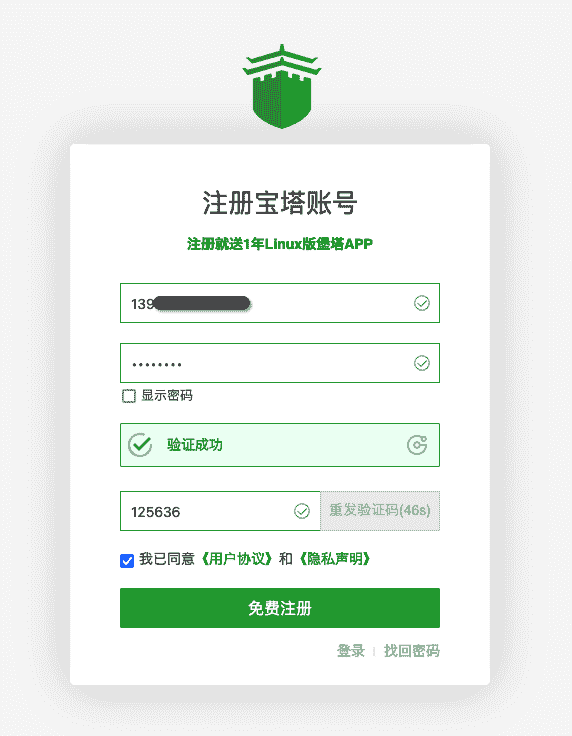 注册宝塔账号
注册就送1年Linux版堡塔APP
139
••••••••
显示密码
验证成功
125636 重发验证码(46s)
我已同意《用户协议》和《隐私声明》
免费注册
登录 | 找回密码